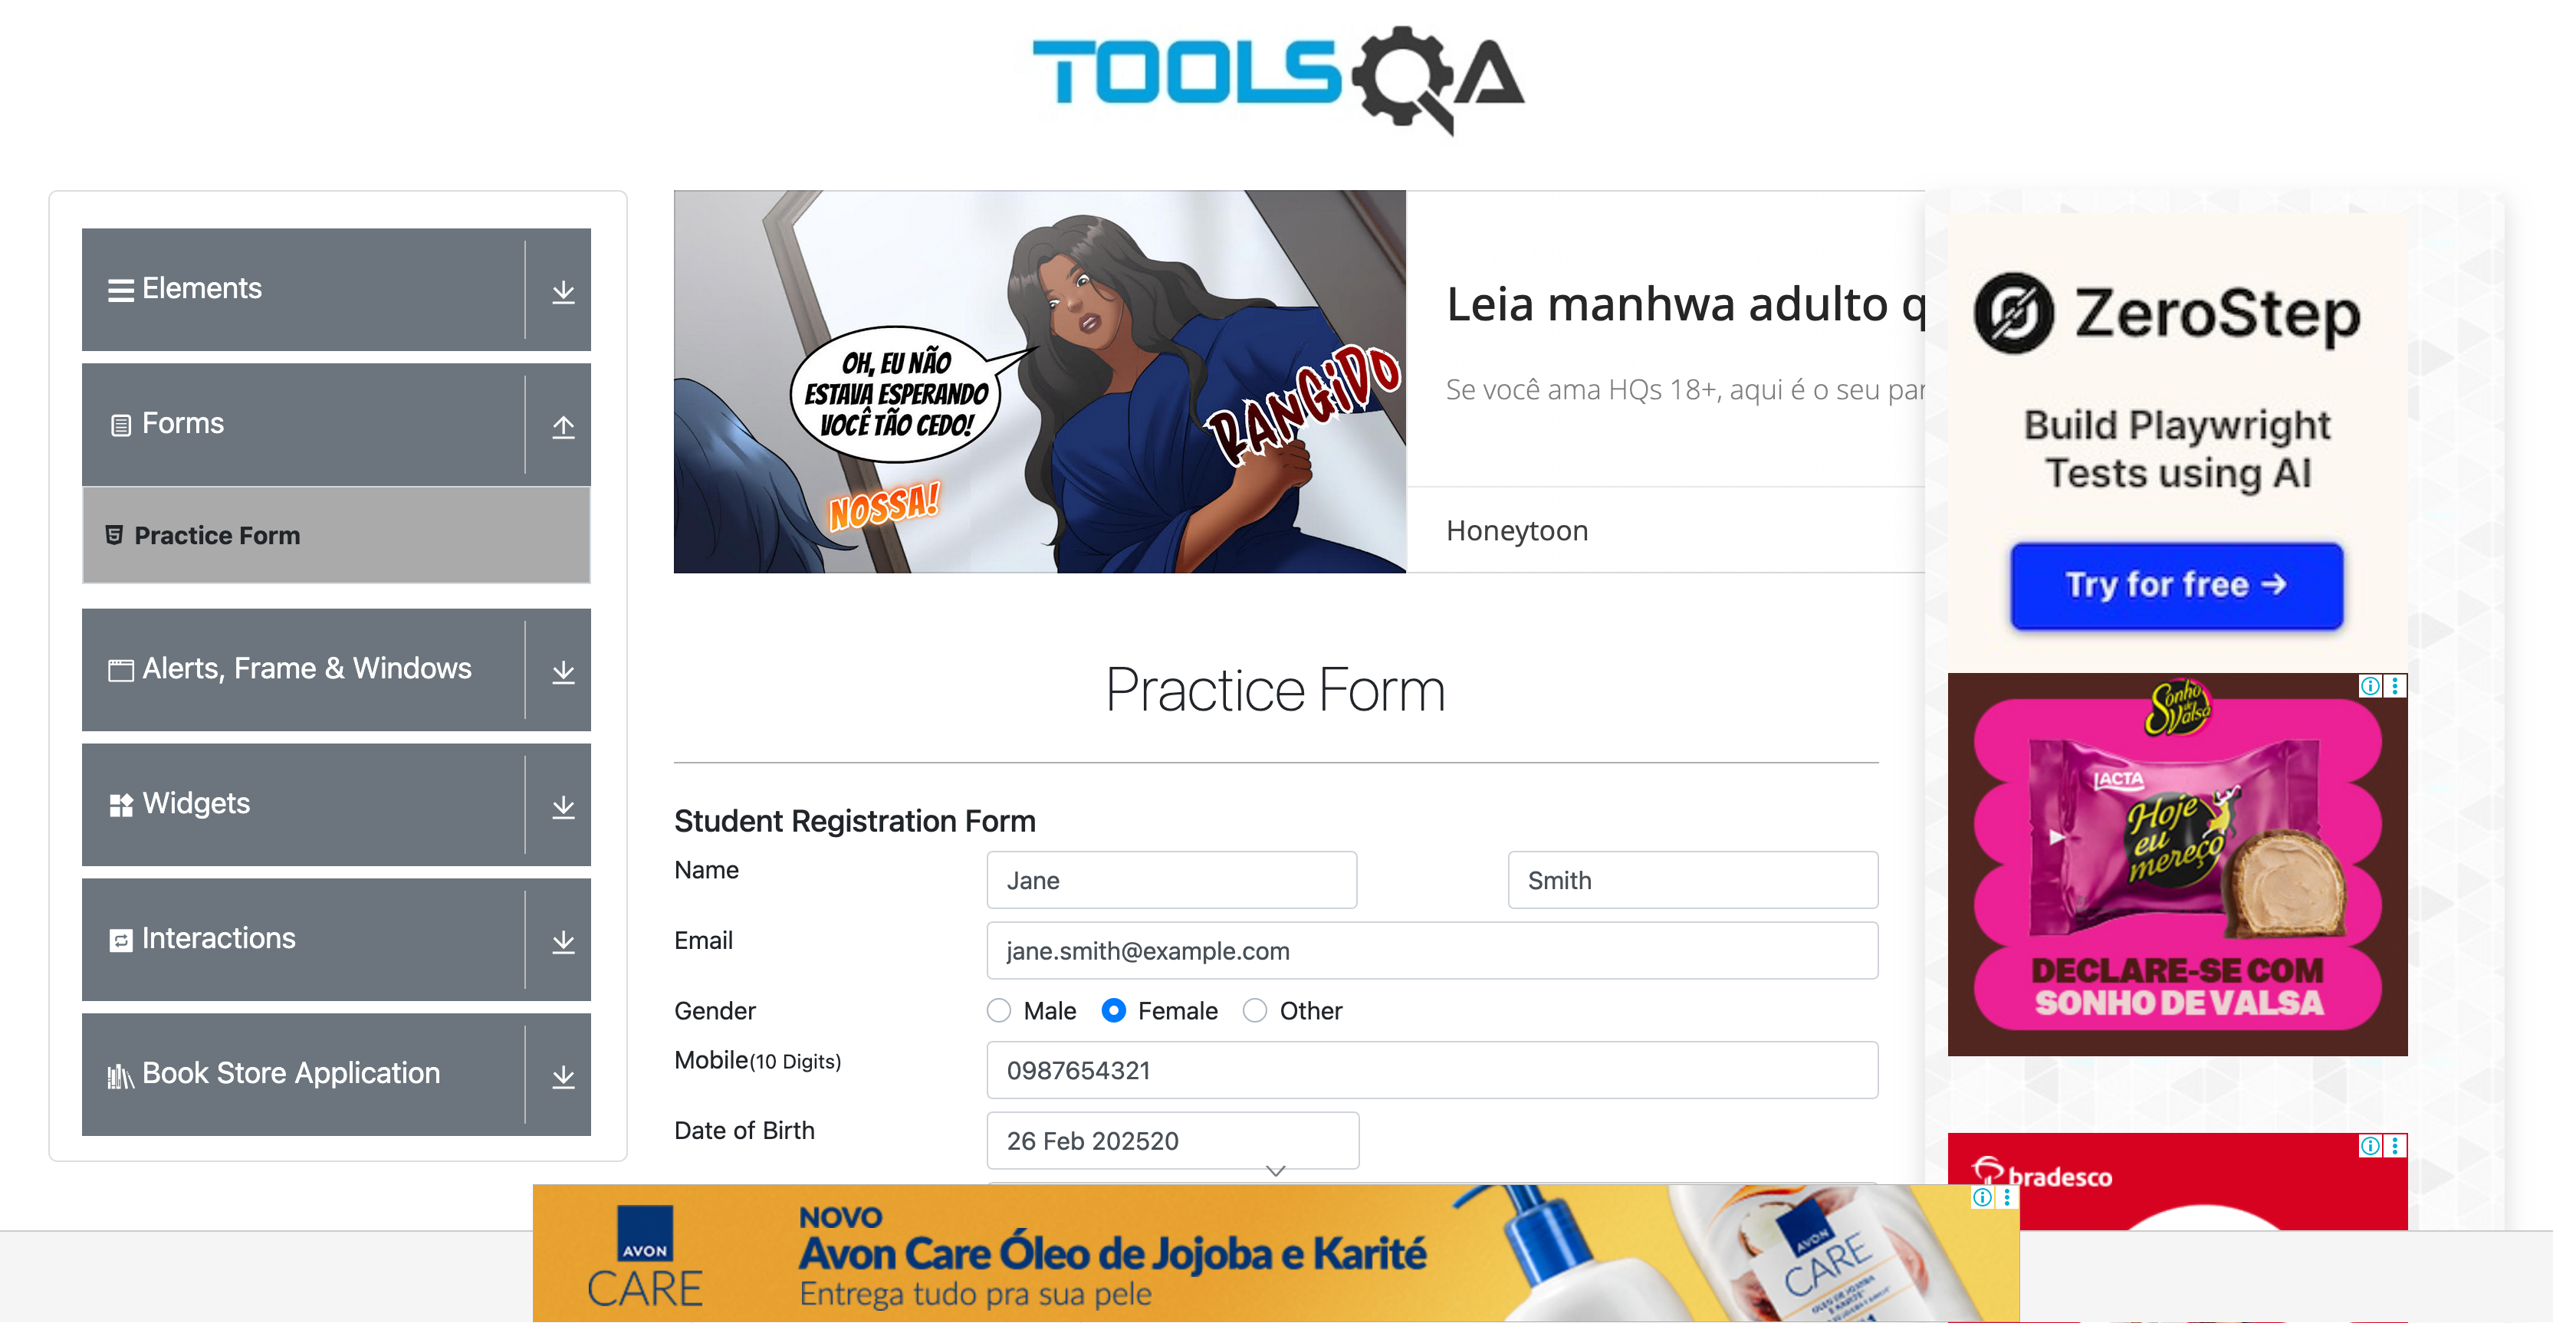 TOOLSQA
Elements
Forms
Practice Form
Alerts, Frame & Windows
Widgets
Interactions
Book Store Application
OH, EU NÃO
ESTAVA ESPERANDO
VOCÊ TÃO CEDO!
NOSSA!
RANGIDO
Leia manhwa adulto q
Se você ama HQs 18+, aqui é o seu par
Honeytoon
Practice Form
Student Registration Form
Name
Jane
Smith
Email
jane.smith@example.com
Gender
Male
Female
Other
Mobile(10 Digits)
0987654321
Date of Birth
26 Feb 202520
ZeroStep
Build Playwright
Tests using AI
Try for free →
Sonho
de
Valsa
LACTA
Hoje
eu
mereço
DECLARE-SE COM
SONHO DE VALSA
bradesco
AVON
CARE
NOVO
Avon Care Óleo de Jojoba e Karité
Entrega tudo pra sua pele
AVON
CARE
ÓLEO DE JOJOBA
E KARITÉ